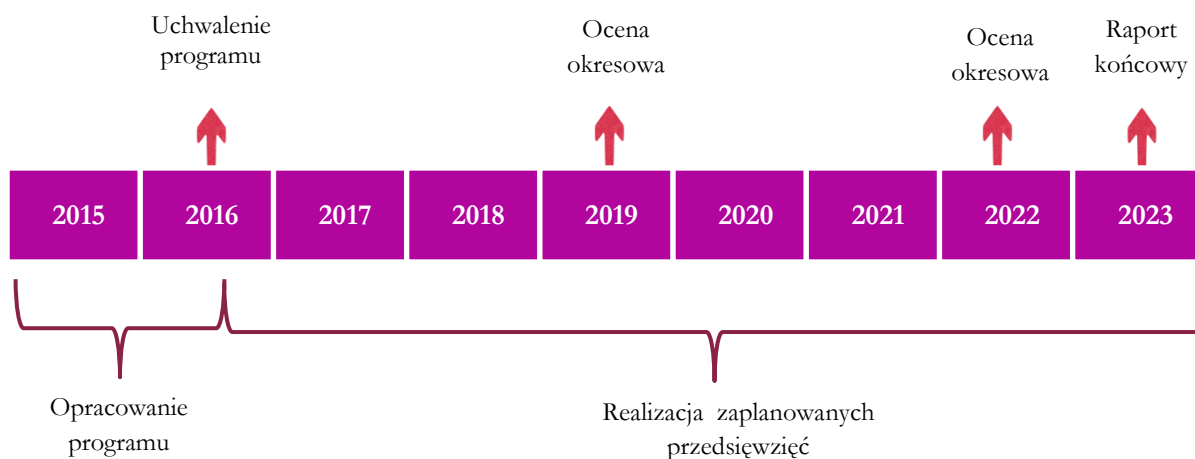 Uchwalenie
programu
Ocena
okresowa
Ocena
okresowa
Raport
końcowy
2015 2016 2017 2018 2019 2020 2021 2022 2023
Opracowanie
programu
Realizacja zaplanowanych
przedsięwzięć